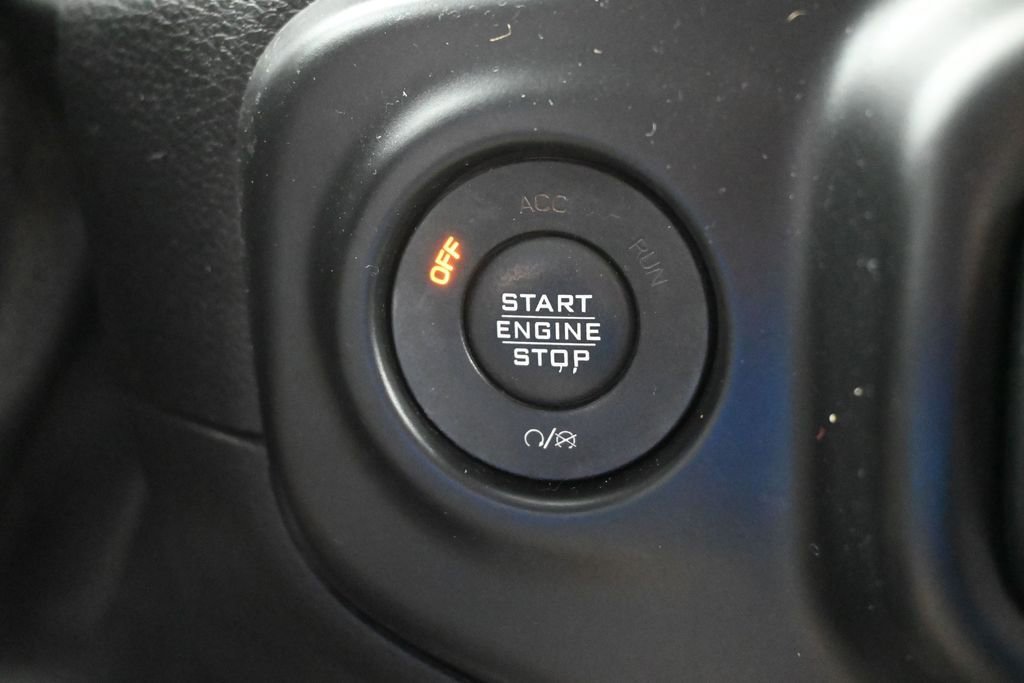 ACC
OFF
RUN
START
ENGINE
STOP